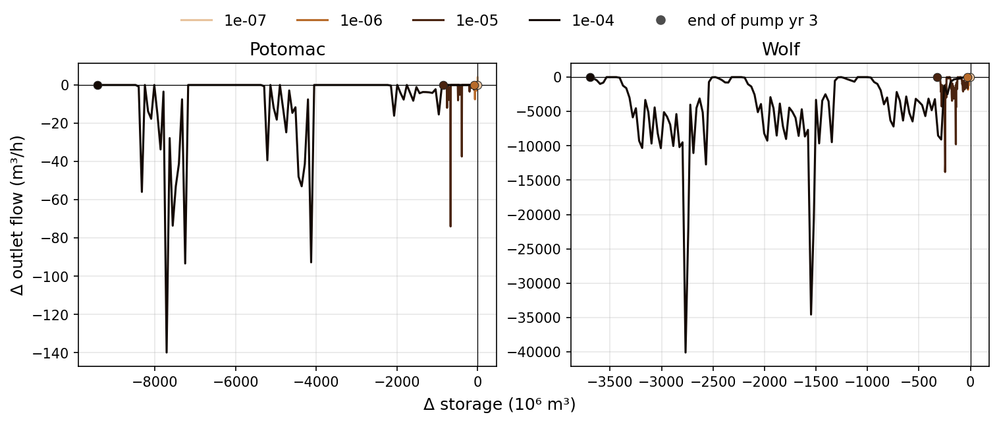 1e-07 1e-06 1e-05 1e-04 end of pump yr 3
Potomac
Wolf
Δ outlet flow (m³/h)
0
−20
−40
−60
−80
−100
−120
−140
−8000 −6000 −4000 −2000 0
0
−5000
−10000
−15000
−20000
−25000
−30000
−35000
−40000
−3500 −3000 −2500 −2000 −1500 −1000 −500 0
Δ storage (10⁶ m³)